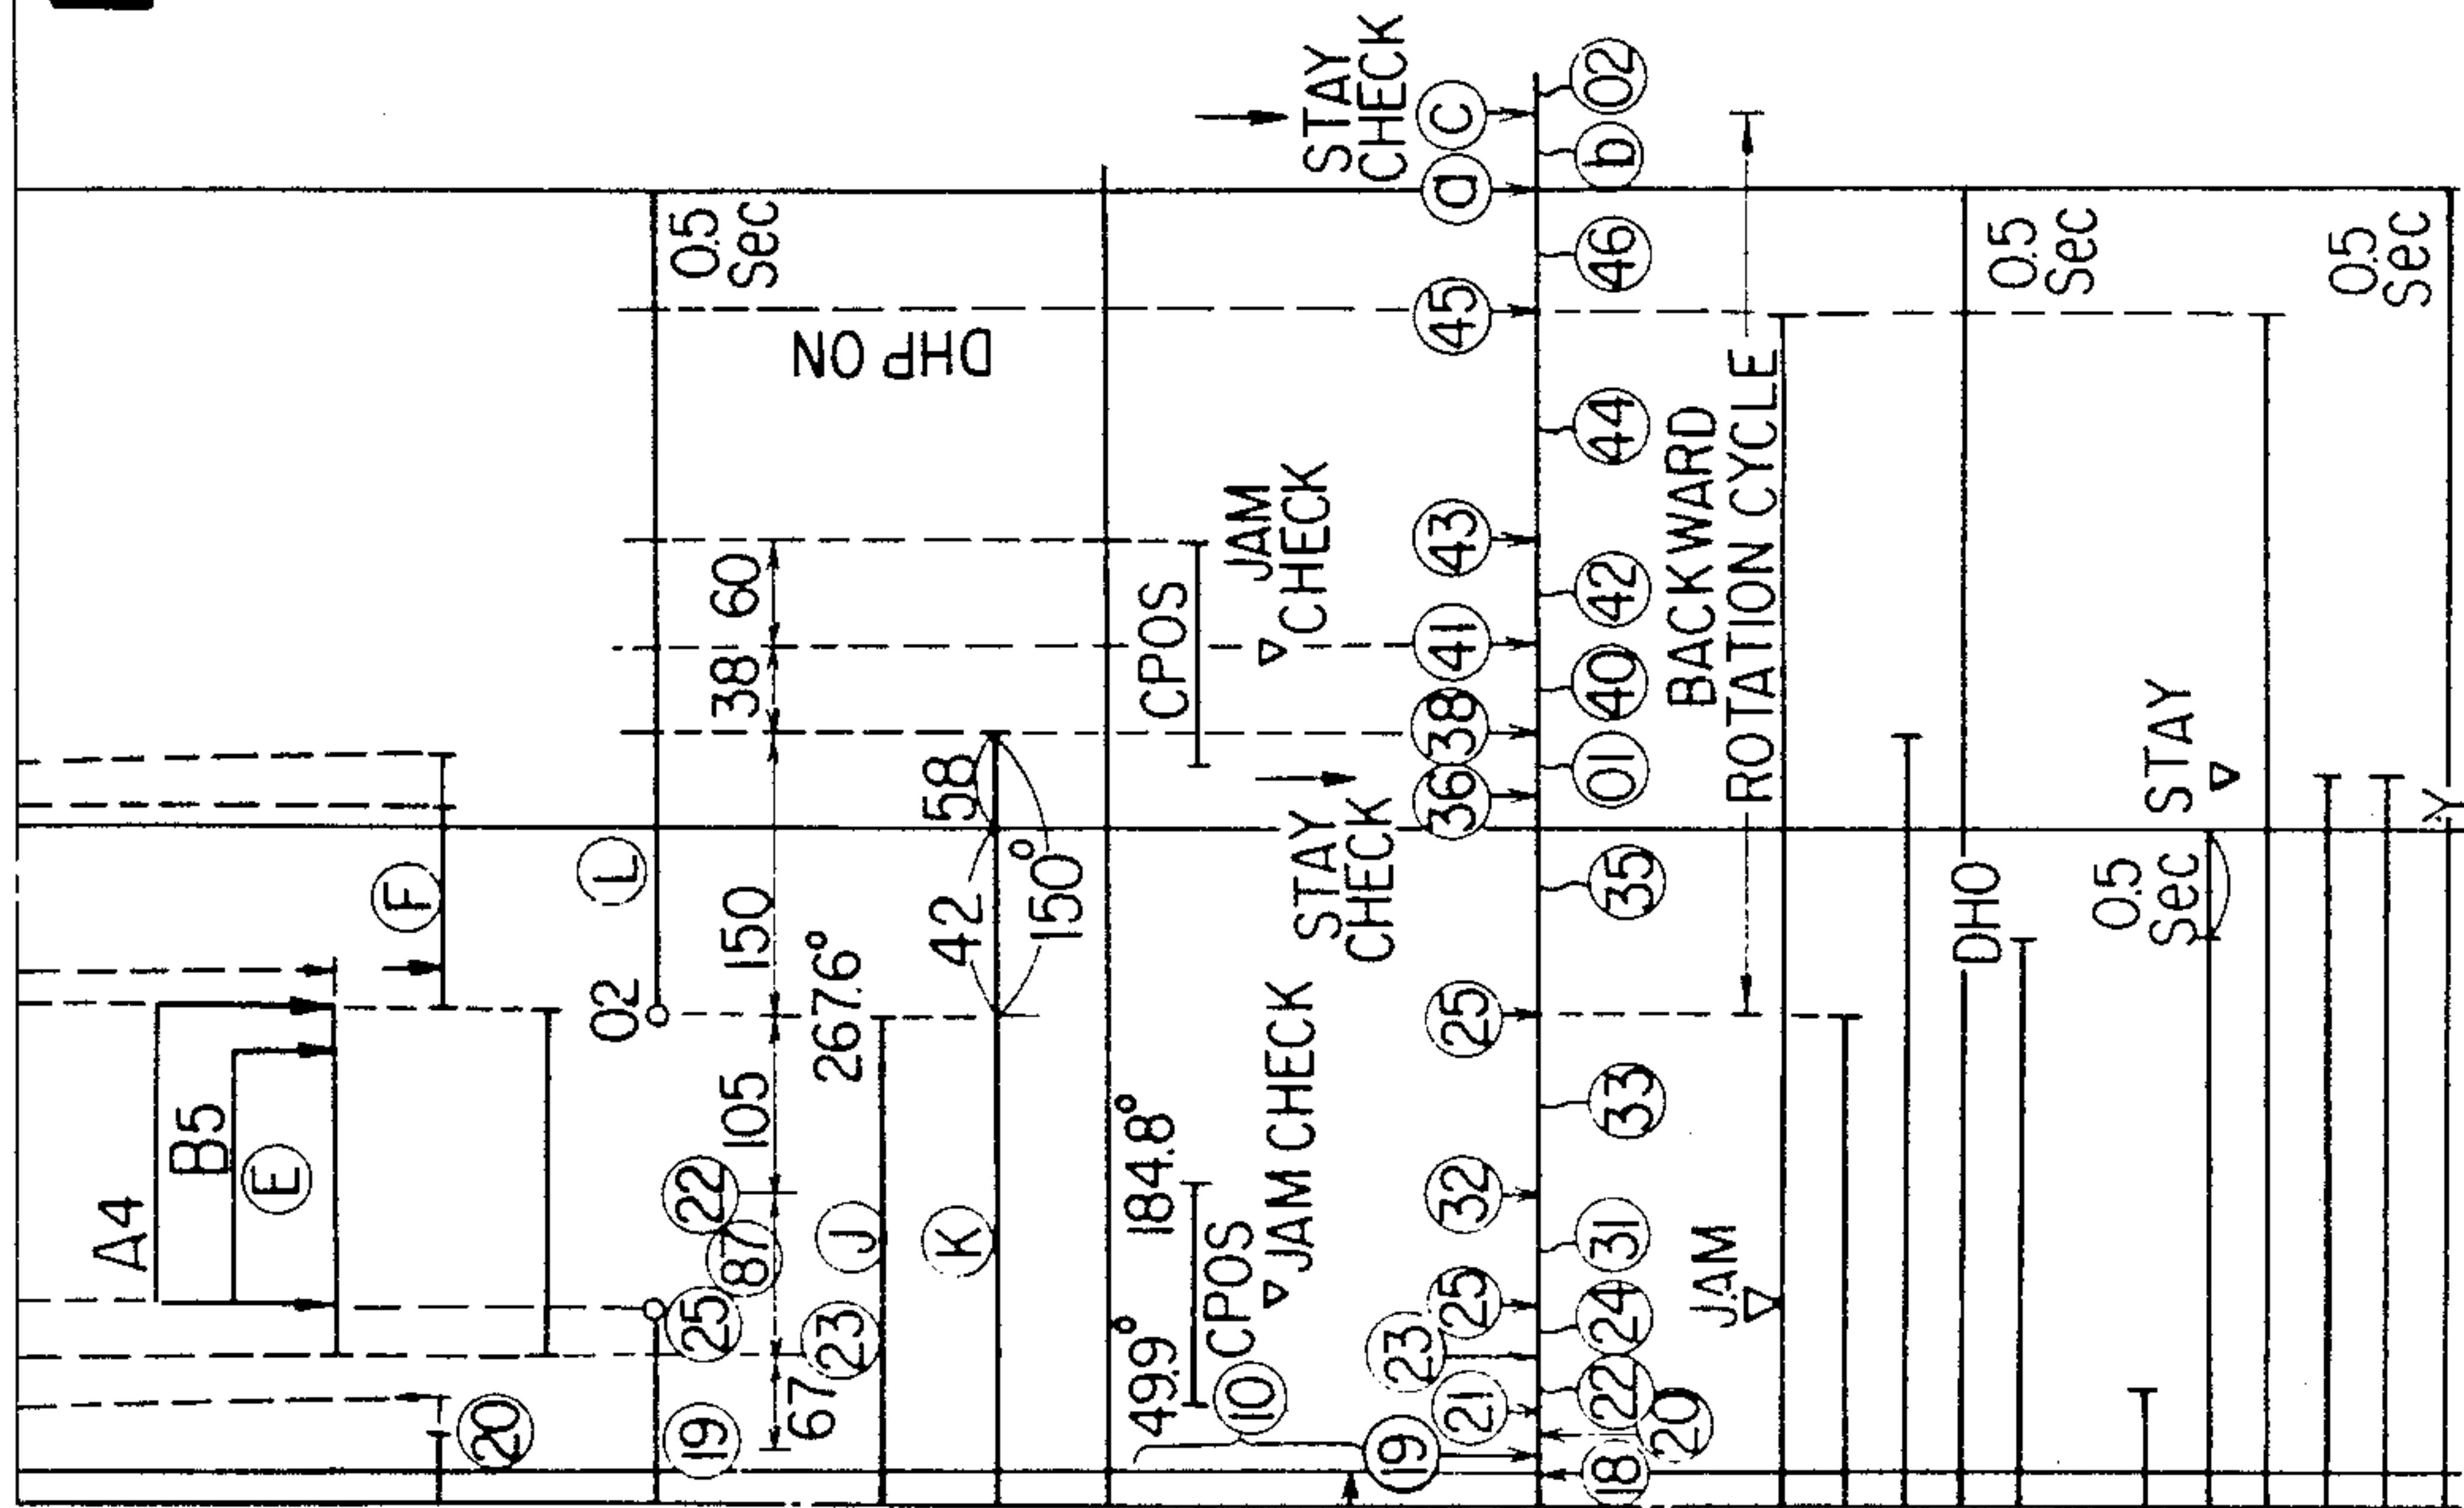 A4
B5
E
F
20
L
02
0.5
Sec
19
25
87
22
67
105
150
38
60
23
J
267.6°
DHP ON
K
42
58
150°
49.9°
184.8°
10
CPOS
JAM CHECK
CPOS
JAM
CHECK
STAY
CHECK
STAY
CHECK
19
21
23
25
32
25
36
38
41
43
45
a
c
18
20
22
24
31
33
35
01
40
42
44
46
b
02
BACKWARD
ROTATION CYCLE
JAM
DHO
0.5
Sec
0.5
Sec
STAY
0.5
Sec
Y